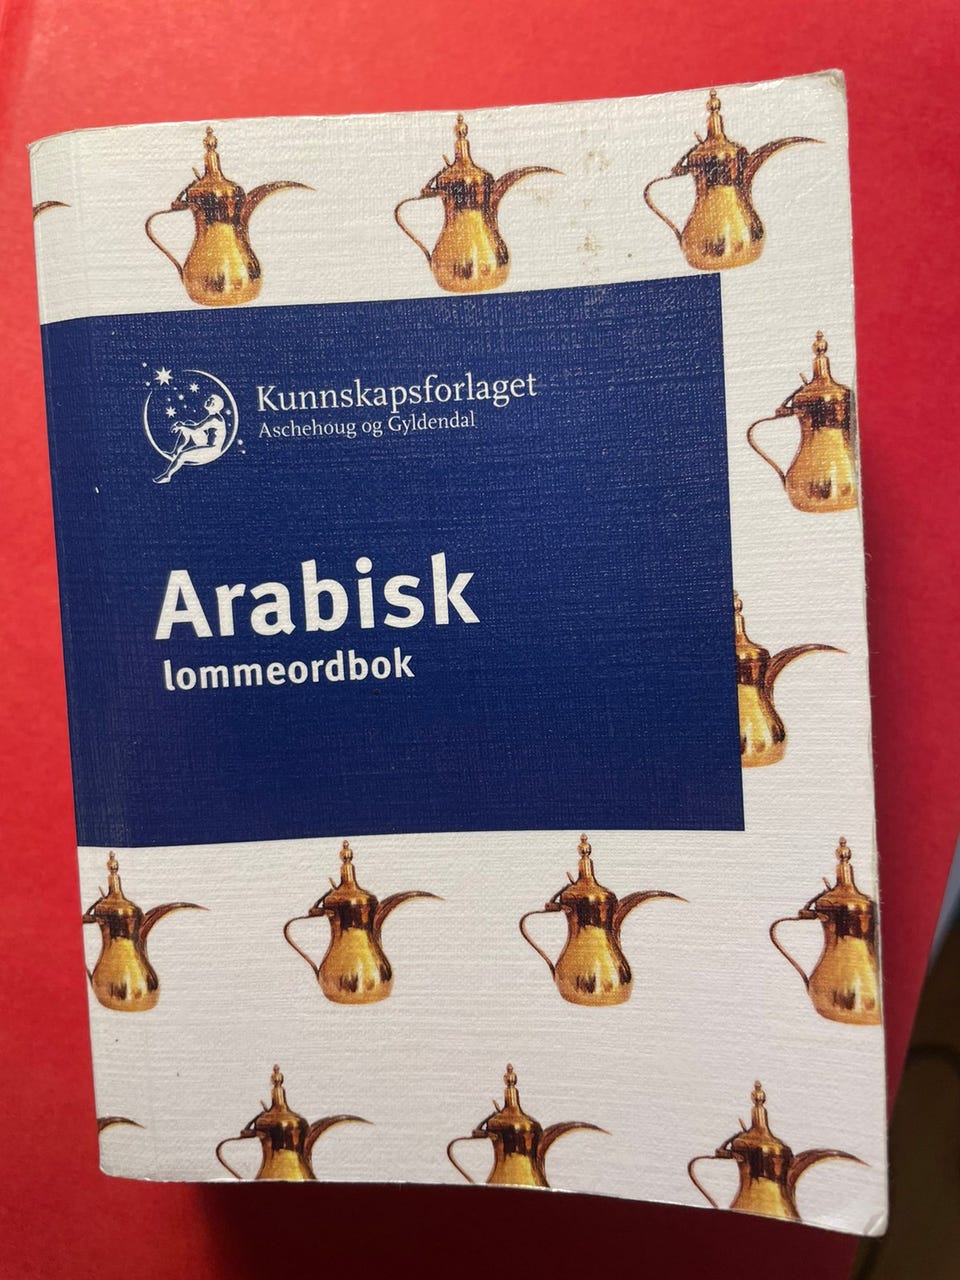 Kunnskapsforlaget
Aschehoug og Gyldendal
Arabisk
lommeordbok